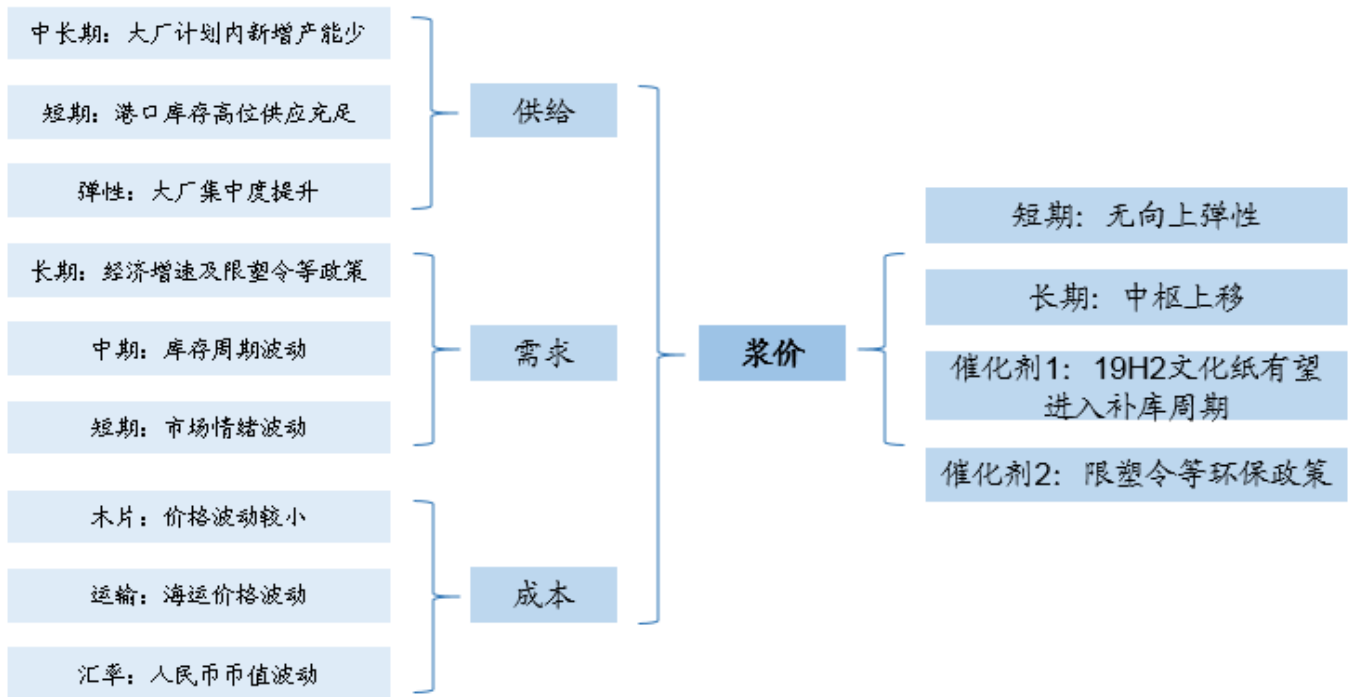 中长期：大厂计划内新增产能少
短期：港口库存高位供应充足
弹性：大厂集中度提升
供给
长期：经济增速及限塑令等政策
中期：库存周期波动
短期：市场情绪波动
需求
木片：价格波动较小
运输：海运价格波动
汇率：人民币币值波动
成本
浆价
短期：无向上弹性
长期：中枢上移
催化剂1：19H2文化纸有望
进入补库周期
催化剂2：限塑令等环保政策